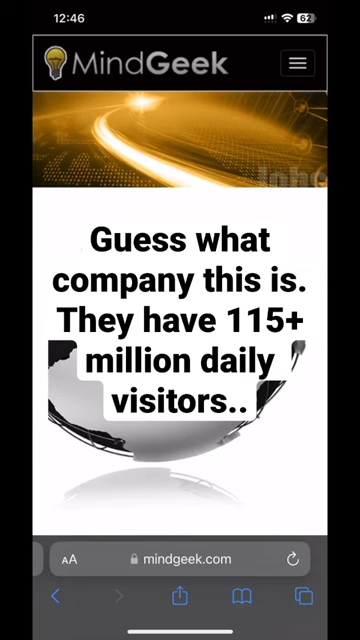 12:46
62
MindGeek
Guess what
company this is.
They have 115+
million daily
visitors..
AA
mindgeek.com